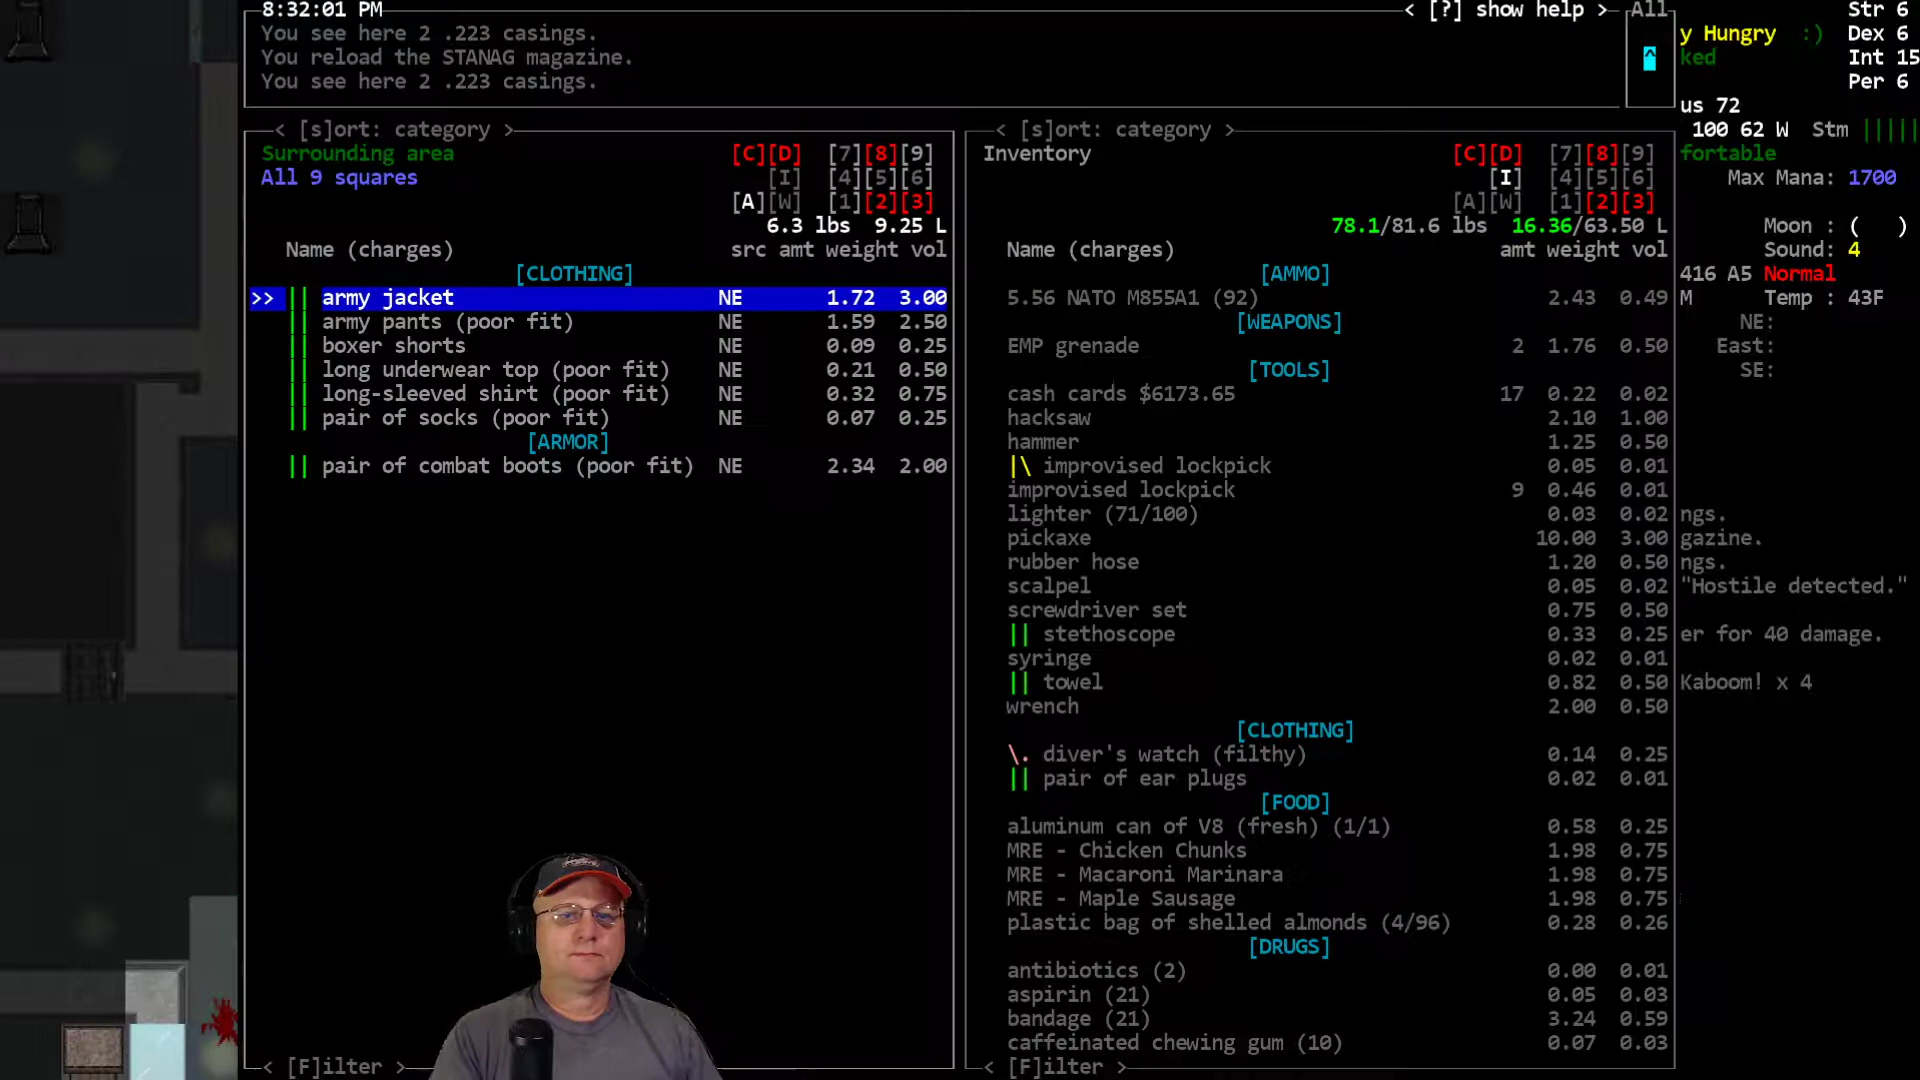 8:32:01 PM
< [?] show help >
All
Str 6
You see here 2 .223 casings.
y Hungry :) Dex 6
You reload the STANAG magazine.
^
ked Int 15
You see here 2 .223 casings.
Per 6
us 72
< [s]ort: category >
< [s]ort: category >
100 62 W Stm |||||
Surrounding area [C][D] [7][8][9]
Inventory [C][D] [7][8][9]
fortable
All 9 squares [I] [4][5][6]
[I] [4][5][6]
Max Mana: 1700
[A][W] [1][2][3]
[A][W] [1][2][3]
6.3 lbs 9.25 L
78.1/81.6 lbs 16.36/63.50 L
Moon : ( )
Name (charges) src amt weight vol
Name (charges) amt weight vol
Sound: 4
[CLOTHING]
[AMMO]
416 A5 Normal
>> || army jacket NE 1.72 3.00
5.56 NATO M855A1 (92) 2.43 0.49
M Temp : 43F
|| army pants (poor fit) NE 1.59 2.50
[WEAPONS]
NE:
|| boxer shorts NE 0.09 0.25
EMP grenade 2 1.76 0.50
East:
|| long underwear top (poor fit) NE 0.21 0.50
[TOOLS]
SE:
|| long-sleeved shirt (poor fit) NE 0.32 0.75
cash cards $6173.65 17 0.22 0.02
|| pair of socks (poor fit) NE 0.07 0.25
hacksaw 2.10 1.00
[ARMOR]
hammer 1.25 0.50
|| pair of combat boots (poor fit) NE 2.34 2.00
|\ improvised lockpick 0.05 0.01
improvised lockpick 9 0.46 0.01
lighter (71/100) 0.03 0.02
ngs.
pickaxe 10.00 3.00
gazine.
rubber hose 1.20 0.50
ngs.
scalpel 0.05 0.02
"Hostile detected."
screwdriver set 0.75 0.50
|| stethoscope 0.33 0.25
er for 40 damage.
syringe 0.02 0.01
|| towel 0.82 0.50
Kaboom! x 4
wrench 2.00 0.50
[CLOTHING]
\. diver's watch (filthy) 0.14 0.25
|| pair of ear plugs 0.02 0.01
[FOOD]
aluminum can of V8 (fresh) (1/1) 0.58 0.25
MRE - Chicken Chunks 1.98 0.75
MRE - Macaroni Marinara 1.98 0.75
MRE - Maple Sausage 1.98 0.75
plastic bag of shelled almonds (4/96) 0.28 0.26
[DRUGS]
antibiotics (2) 0.00 0.01
aspirin (21) 0.05 0.03
bandage (21) 3.24 0.59
caffeinated chewing gum (10) 0.07 0.03
< [F]ilter >
< [F]ilter >